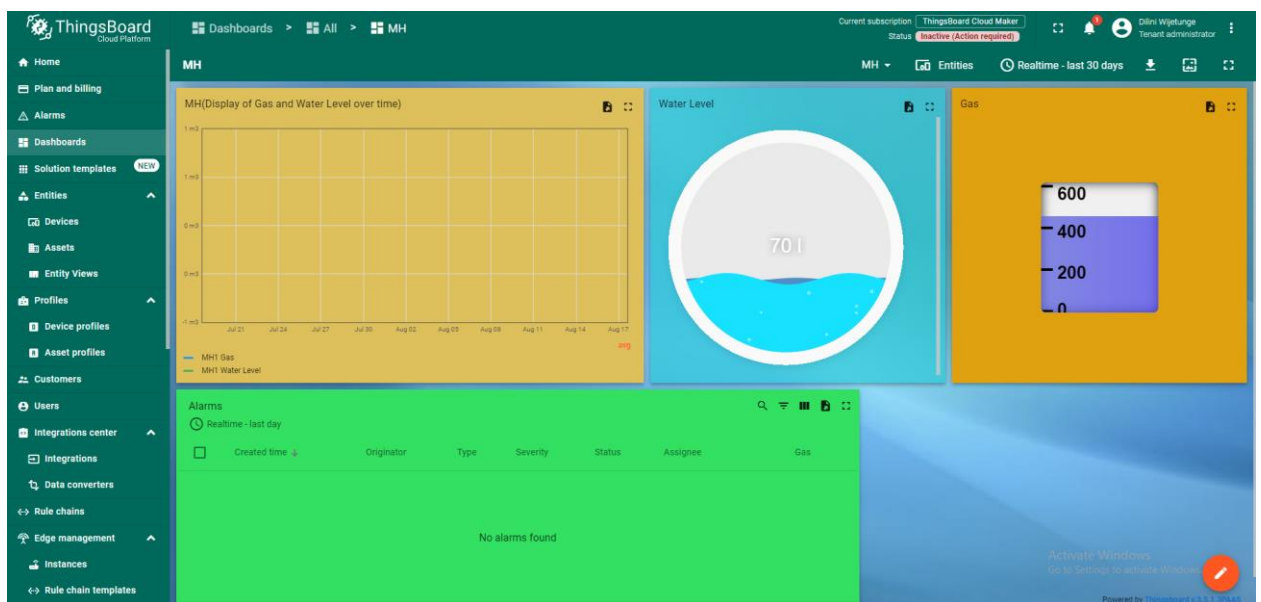 ThingsBoard
Cloud Platform
Dashboards > All > MH
Current subscription ThingsBoard Cloud Maker
Status Inactive (Action required)
Dilini Wijetunge
Tenant administrator
Home
Plan and billing
Alarms
Dashboards
Solution templates NEW
Entities
Devices
Assets
Entity Views
Profiles
Device profiles
Asset profiles
Customers
Users
Integrations center
Integrations
Data converters
Rule chains
Edge management
Instances
Rule chain templates
MH
MH Entities Realtime - last 30 days
MH(Display of Gas and Water Level over time)
1 m3
1 m3
0 m3
0 m3
-1 m3
Jul 21 Jul 24 Jul 27 Jul 30 Aug 02 Aug 05 Aug 08 Aug 11 Aug 14 Aug 17
avg
MH1 Gas
MH1 Water Level
Water Level
70 l
Gas
600
400
200
0
Alarms
Realtime - last day
Created time Originator Type Severity Status Assignee Gas
No alarms found
Activate Windows
Go to Settings to activate Windows
Powered by Thingsboard